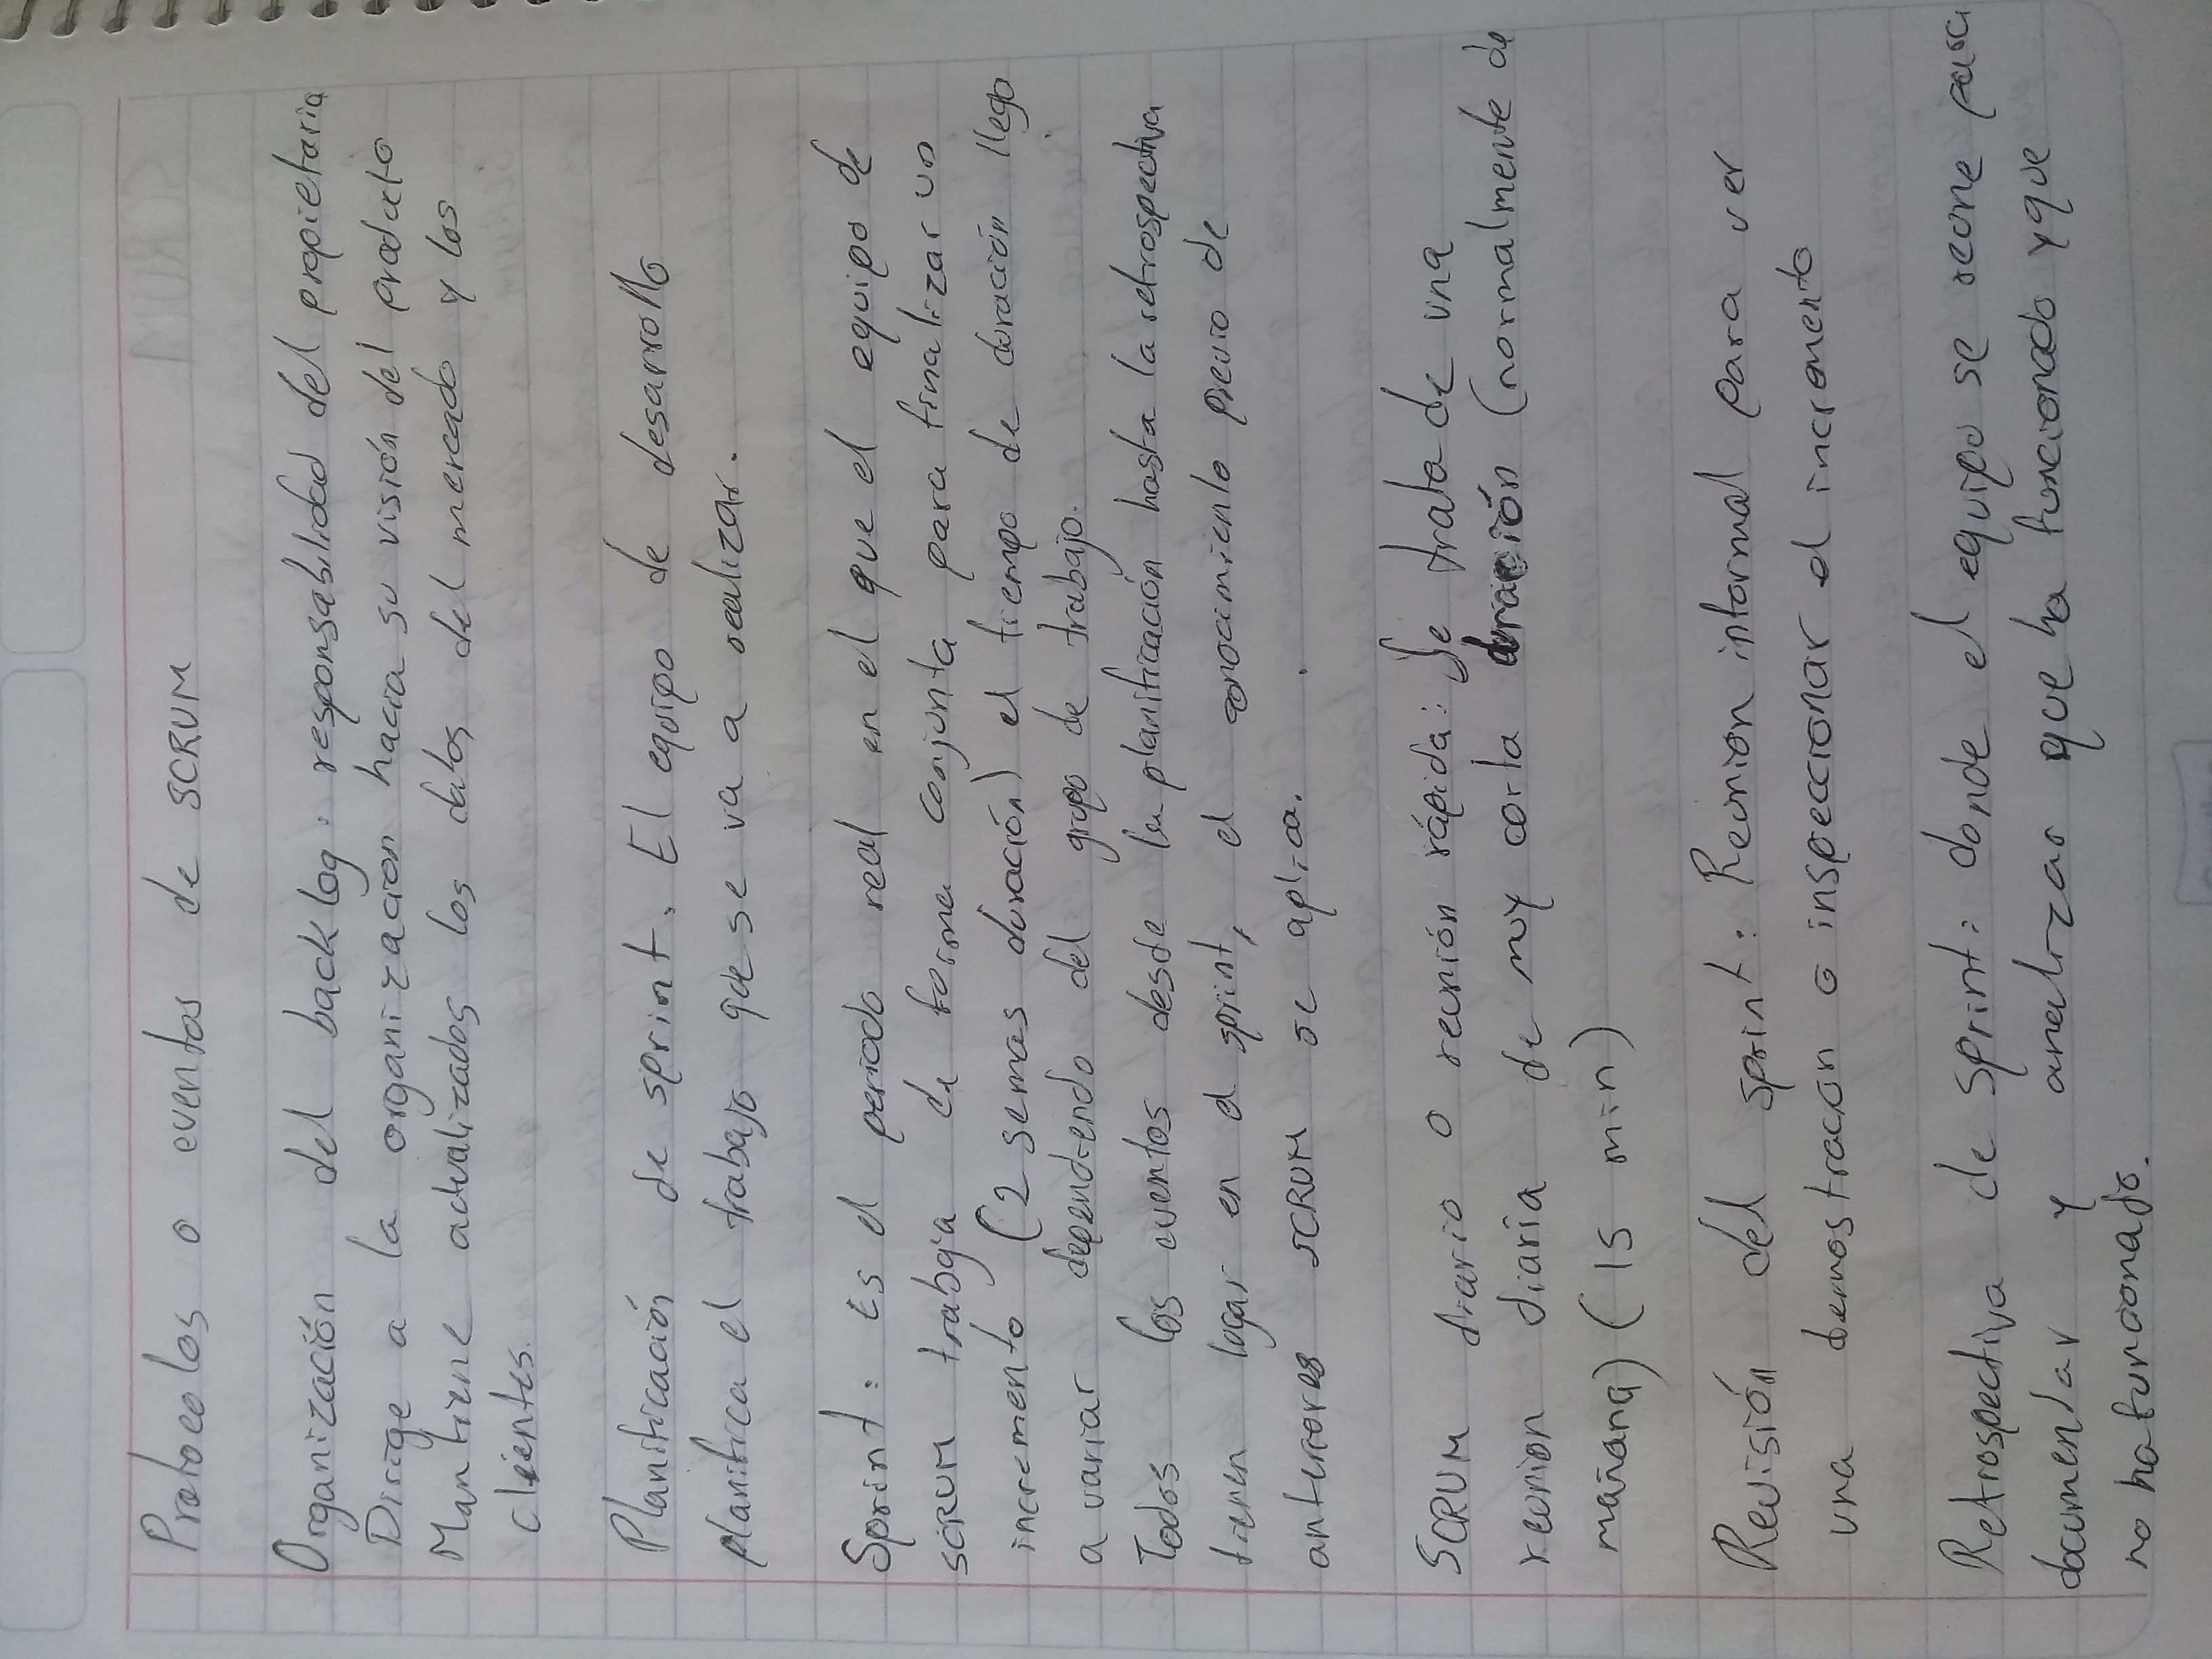 Protocolos o eventos de SCRUM
Organización del backlog. responsabilidad del propietaria
Dirige a la organización hacia su visión del producto
Mantiene actualizados los datos del mercado y los
clientes.
Planificación de sprint. El equipo de desarrollo
planifica el trabajo que se va a realizar.
Sprint: Es el periodo real en el que el equipo de
SCRUM trabaja de forma conjunta para finalizar un
incremento (2 semas duración) el tiempo de duración llego
a variar dependiendo del grupo de trabajo.
Todos los eventos desde la planificación hasta la retrospectiva
tienen lugar en el sprint, el conocimiento previo de
anteriores SCRUM se aplica.
SCRUM diario o reunión rápida: Se trata de una
reunion diaria de muy corta duración (normalmente de
mañana) (15 min)
Revisión del sprint: Reunion informal para ver
una demostración o inspeccionar el incremento
Retrospectiva de sprint: donde el equipo se reone para
documentar y analizar que ha funcionado y que
no ha funcionado.